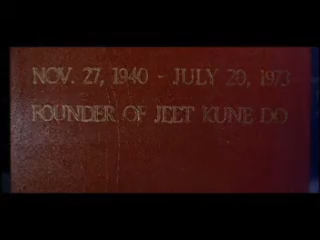 NOV. 27, 1940 - JULY 20, 1973
FOUNDER OF JEET KUNE DO